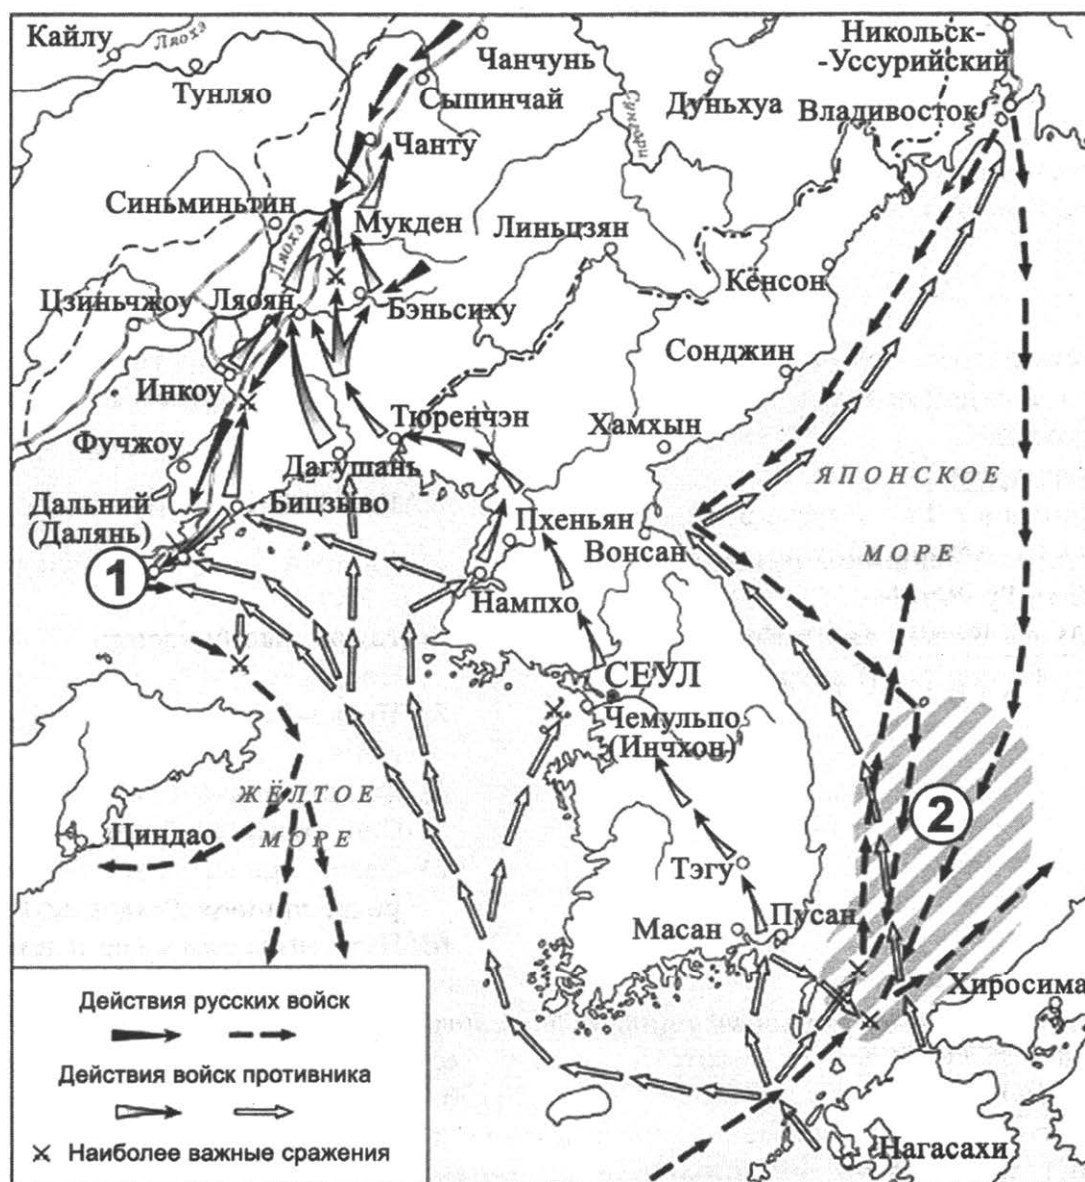 Кайлу
Ляохэ
Тунляо
Чанчунь
Сыпинчай
Чанту
Сунгари
Дуньхуа
Никольск-
-Уссурийский
Владивосток
Синьминьтин
Мукден
Ляохэ
Линьцзян
Кёнсон
Цзиньчжоу
Ляоян
Бэньсиху
Сонджин
Инкоу
Тюренчэн
Хамхын
Фучжоу
Дагушань
ЯПОНСКОЕ
МОРЕ
Дальний
(Далянь)
Бицзыво
Пхеньян
Вонсан
1
Нампхо
СЕУЛ
Чемульпо
(Инчхон)
ЖЁЛТОЕ
МОРЕ
Циндао
2
Тэгу
Масан
Пусан
Хиросима
Нагасахи
Действия русских войск
Действия войск противника
Наиболее важные сражения